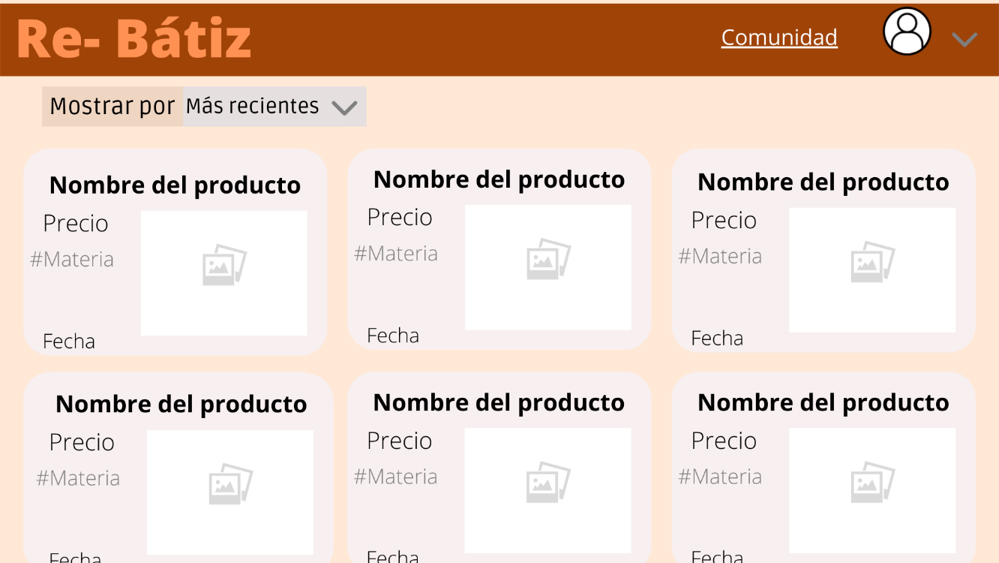 Re- Bátiz
Comunidad
Mostrar por Más recientes
Nombre del producto
Precio
#Materia
Fecha
Nombre del producto
Precio
#Materia
Fecha
Nombre del producto
Precio
#Materia
Fecha
Nombre del producto
Precio
#Materia
Fecha
Nombre del producto
Precio
#Materia
Fecha
Nombre del producto
Precio
#Materia
Fecha